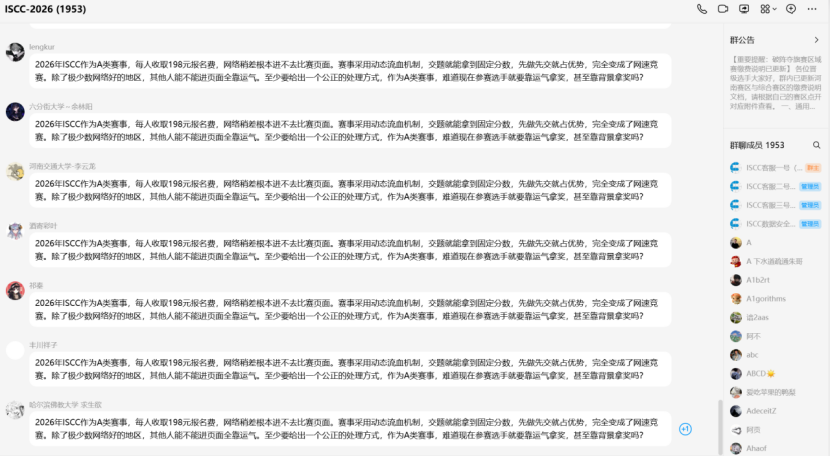 ISCC-2026 (1953)
lengkur
2026年ISCC作为A类赛事，每人收取198元报名费，网络稍差根本进不去比赛页面。赛事采用动态流血机制，交题就能拿到固定分数，先做先交就占优势，完全变成了网速竞
赛。除了极少数网络好的地区，其他人能不能进页面全靠运气。至少要给出一个公正的处理方式，作为A类赛事，难道现在参赛选手就要靠运气拿奖，甚至靠背景拿奖吗？
六分街大学－余林阳
2026年ISCC作为A类赛事，每人收取198元报名费，网络稍差根本进不去比赛页面。赛事采用动态流血机制，交题就能拿到固定分数，先做先交就占优势，完全变成了网速竞
赛。除了极少数网络好的地区，其他人能不能进页面全靠运气。至少要给出一个公正的处理方式，作为A类赛事，难道现在参赛选手就要靠运气拿奖，甚至靠背景拿奖吗？
河南交通大学-李云英
2026年ISCC作为A类赛事，每人收取198元报名费，网络稍差根本进不去比赛页面。赛事采用动态流血机制，交题就能拿到固定分数，先做先交就占优势，完全变成了网速竞
赛。除了极少数网络好的地区，其他人能不能进页面全靠运气。至少要给出一个公正的处理方式，作为A类赛事，难道现在参赛选手就要靠运气拿奖，甚至靠背景拿奖吗？
酒寄彩叶
2026年ISCC作为A类赛事，每人收取198元报名费，网络稍差根本进不去比赛页面。赛事采用动态流血机制，交题就能拿到固定分数，先做先交就占优势，完全变成了网速竞
赛。除了极少数网络好的地区，其他人能不能进页面全靠运气。至少要给出一个公正的处理方式，作为A类赛事，难道现在参赛选手就要靠运气拿奖，甚至靠背景拿奖吗？
祁秦
2026年ISCC作为A类赛事，每人收取198元报名费，网络稍差根本进不去比赛页面。赛事采用动态流血机制，交题就能拿到固定分数，先做先交就占优势，完全变成了网速竞
赛。除了极少数网络好的地区，其他人能不能进页面全靠运气。至少要给出一个公正的处理方式，作为A类赛事，难道现在参赛选手就要靠运气拿奖，甚至靠背景拿奖吗？
丰川祥子
2026年ISCC作为A类赛事，每人收取198元报名费，网络稍差根本进不去比赛页面。赛事采用动态流血机制，交题就能拿到固定分数，先做先交就占优势，完全变成了网速竞
赛。除了极少数网络好的地区，其他人能不能进页面全靠运气。至少要给出一个公正的处理方式，作为A类赛事，难道现在参赛选手就要靠运气拿奖，甚至靠背景拿奖吗？
哈尔滨佛教大学 求生欲
2026年ISCC作为A类赛事，每人收取198元报名费，网络稍差根本进不去比赛页面。赛事采用动态流血机制，交题就能拿到固定分数，先做先交就占优势，完全变成了网速竞
赛。除了极少数网络好的地区，其他人能不能进页面全靠运气。至少要给出一个公正的处理方式，作为A类赛事，难道现在参赛选手就要靠运气拿奖，甚至靠背景拿奖吗？
+1
群公告
【重要提醒：破阵夺旗赛区域
赛缴费说明已更新】 各位晋
级选手大家好，群内已更新河
南赛区与综合赛区的缴费说明
文档，请根据自己的赛区点开
对应附件查看。 一、适用...
群聊成员 1953
ISCC客服一号（... 群主
ISCC客服二号... 管理员
ISCC客服三号... 管理员
ISCC数据安全... 管理员
A
A 下水道疏通朱哥
A1b2rt
A1gorithms
谙2aas
阿不
abc
ABCD
爱吃苹果的鸭梨
AdeceitZ
阿页
Ahaof